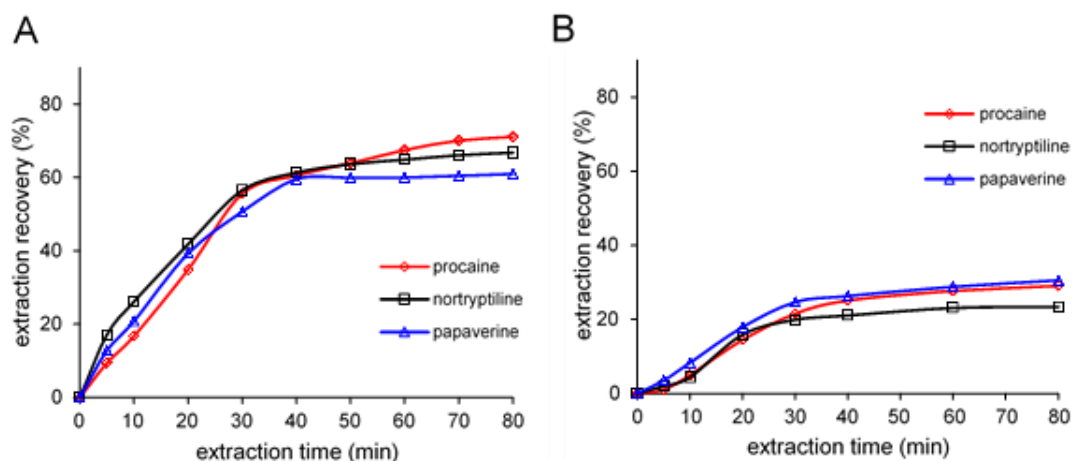 A
extraction recovery (%)
80
60
40
20
0
procaine
nortryptiline
papaverine
0 10 20 30 40 50 60 70 80
extraction time (min)
B
extraction recovery (%)
80
60
40
20
0
procaine
nortryptiline
papaverine
0 10 20 30 40 50 60 70 80
extraction time (min)